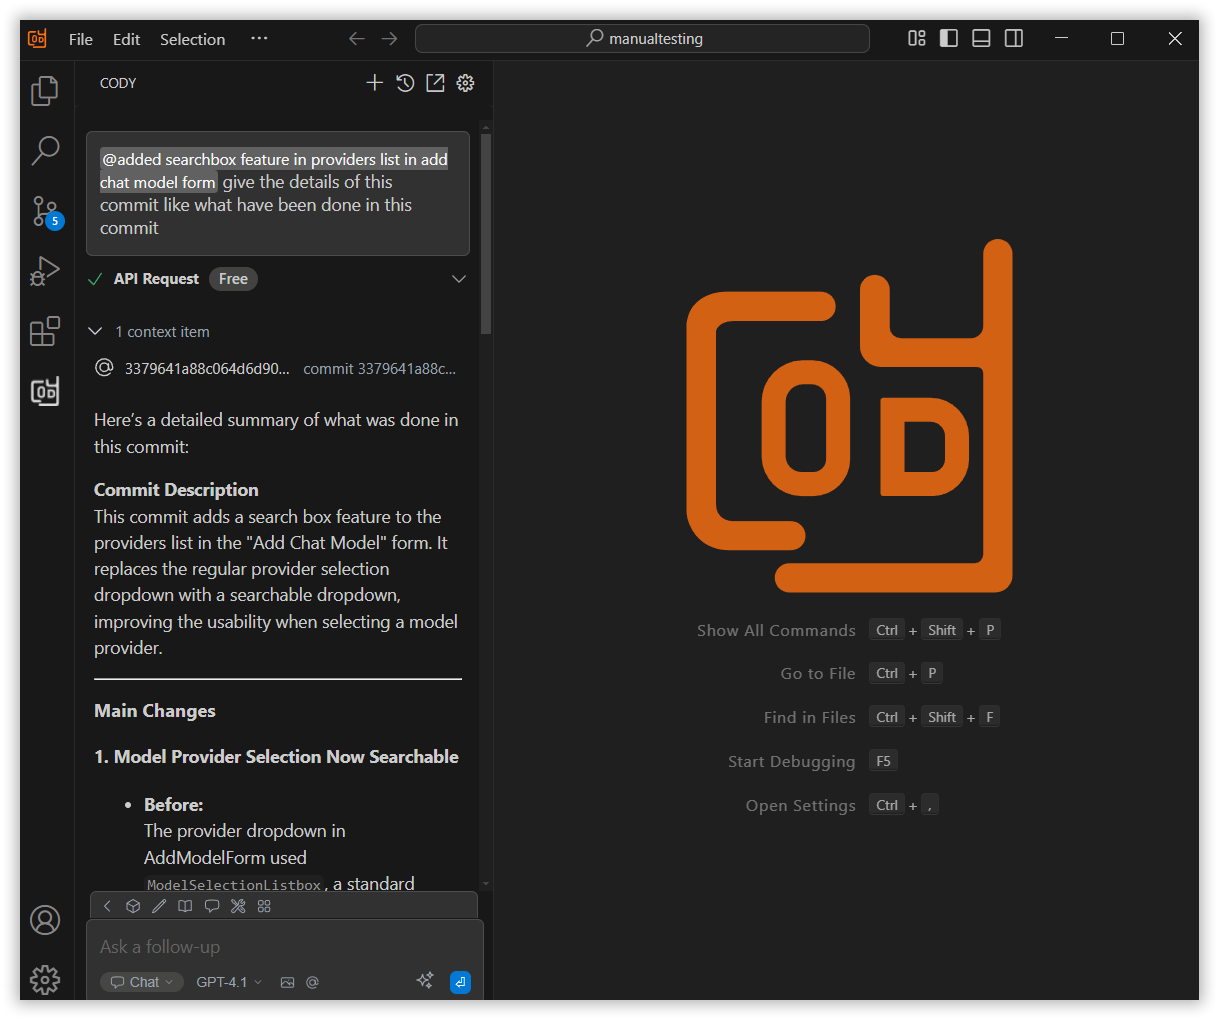 File Edit Selection ···
manualtesting
CODY
@added searchbox feature in providers list in add
chat model form give the details of this
commit like what have been done in this
commit
API Request Free
1 context item
@ 3379641a88c064d6d90... commit 3379641a88c...
Here's a detailed summary of what was done in
this commit:
Commit Description
This commit adds a search box feature to the
providers list in the "Add Chat Model" form. It
replaces the regular provider selection
dropdown with a searchable dropdown,
improving the usability when selecting a model
provider.
Main Changes
1. Model Provider Selection Now Searchable
• Before:
The provider dropdown in
AddModelForm used
ModelSelectionListbox, a standard
Ask a follow-up
Chat GPT-4.1 @
5
OD
Show All Commands Ctrl + Shift + P
Go to File Ctrl + P
Find in Files Ctrl + Shift + F
Start Debugging F5
Open Settings Ctrl + ,